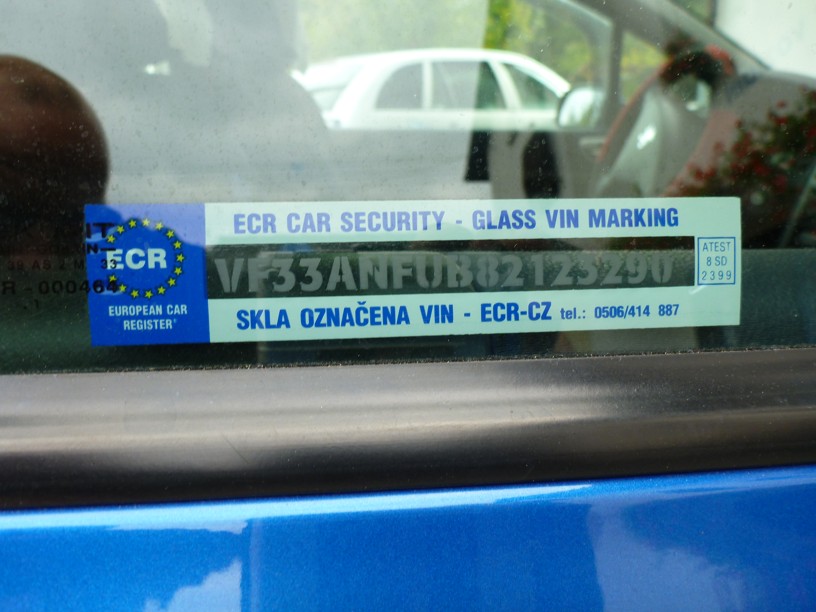 ECR CAR SECURITY - GLASS VIN MARKING
ECR
VF33ANFUB82123290
ATEST
8 SD
2399
EUROPEAN CAR
REGISTER®
SKLA OZNAČENA VIN - ECR-CZ tel.: 0506/414 887
R-000464